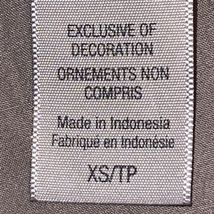 EXCLUSIVE OF
DECORATION
ORNEMENTS NON
COMPRIS
Made in Indonesia
Fabriqué en Indonésie
XS/TP